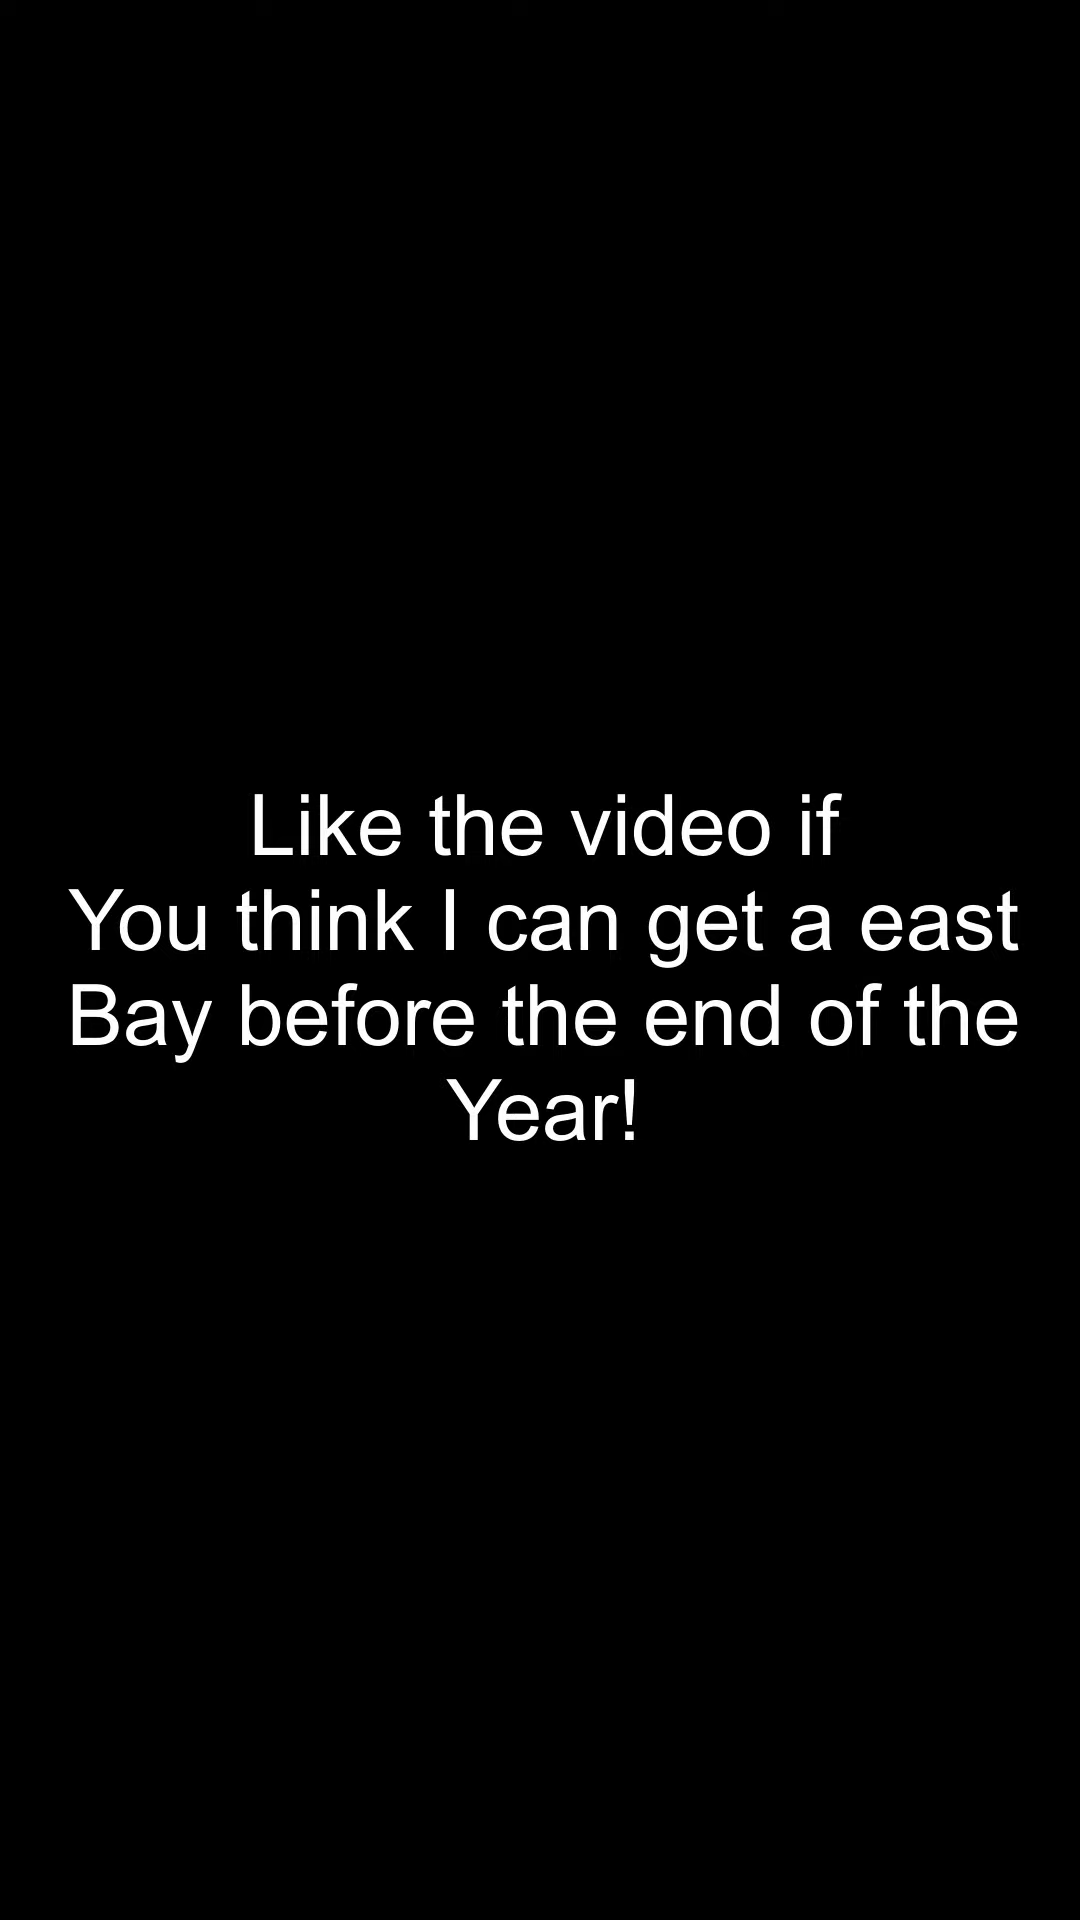 Like the video if
You think I can get a east
Bay before the end of the
Year!